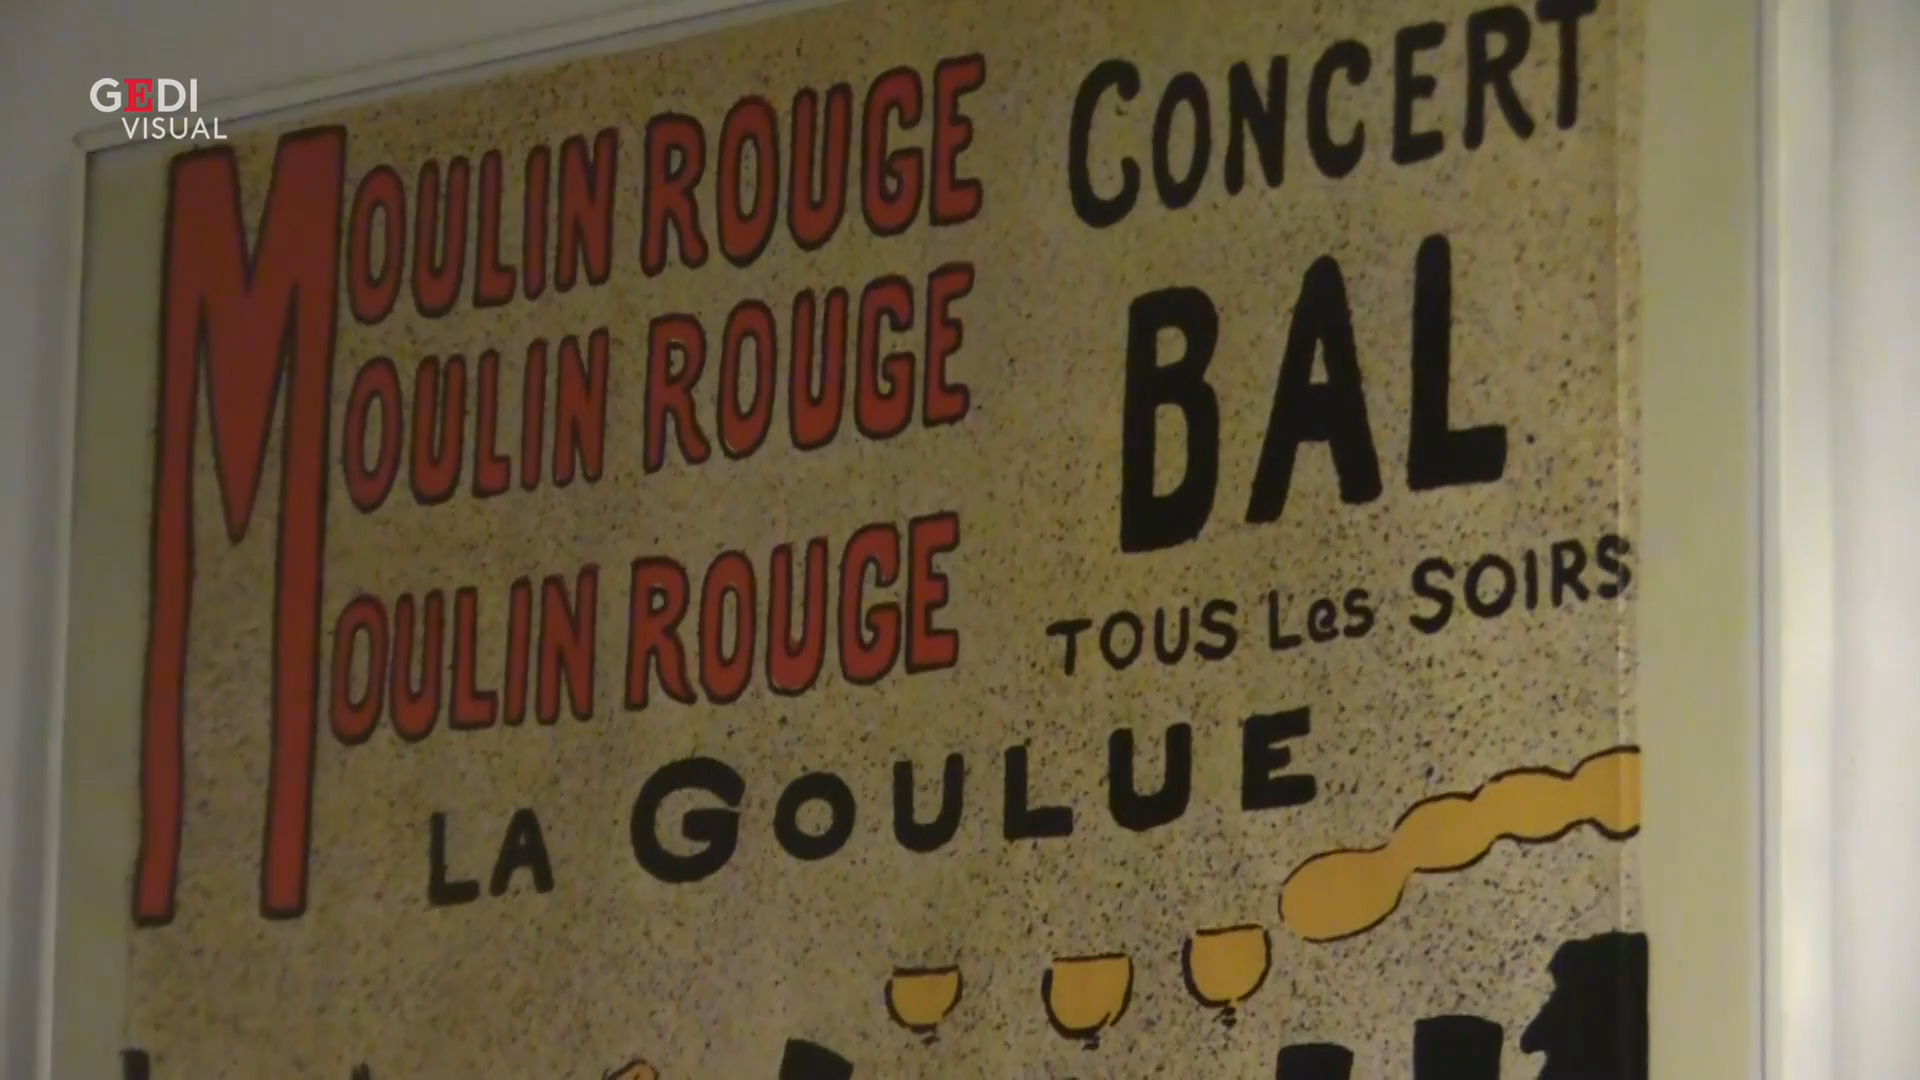 GEDI
VISUAL
MOULIN ROUGE
MOULIN ROUGE
MOULIN ROUGE
CONCERT
BAL
TOUS Les SOIRS
LA GOULUE